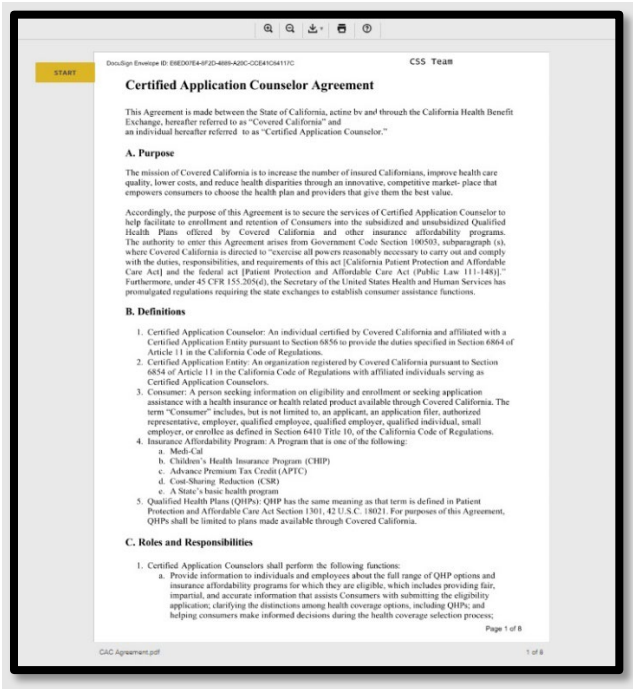 START
DocuSign Envelope ID: E6ED07E4-6F2D-4889-A20C-CCE41C94117C
CSS Team
Certified Application Counselor Agreement
This Agreement is made between the State of California, acting by and through the California Health Benefit
Exchange, hereafter referred to as “Covered California” and
an individual hereafter referred to as “Certified Application Counselor.”
A. Purpose
The mission of Covered California is to increase the number of insured Californians, improve health care
quality, lower costs, and reduce health disparities through an innovative, competitive market- place that
empowers consumers to choose the health plan and providers that give them the best value.
Accordingly, the purpose of this Agreement is to secure the services of Certified Application Counselor to
help facilitate to enrollment and retention of Consumers into the subsidized and unsubsidized Qualified
Health Plans offered by Covered California and other insurance affordability programs.
The authority to enter this Agreement arises from Government Code Section 100503, subparagraph (s),
where Covered California is directed to “exercise all powers reasonably necessary to carry out and comply
with the duties, responsibilities, and requirements of this act [California Patient Protection and Affordable
Care Act] and the federal act [Patient Protection and Affordable Care Act (Public Law 111-148)].”
Furthermore, under 45 CFR 155.205(d), the Secretary of the United States Health and Human Services has
promulgated regulations requiring the state exchanges to establish consumer assistance functions.
B. Definitions
1. Certified Application Counselor: An individual certified by Covered California and affiliated with a
Certified Application Entity pursuant to Section 6856 to provide the duties specified in Section 6864 of
Article 11 in the California Code of Regulations.
2. Certified Application Entity: An organization registered by Covered California pursuant to Section
6854 of Article 11 in the California Code of Regulations with affiliated individuals serving as
Certified Application Counselors.
3. Consumer: A person seeking information on eligibility and enrollment or seeking application
assistance with a health insurance or health related product available through Covered California. The
term “Consumer” includes, but is not limited to, an applicant, an application filer, authorized
representative, employer, qualified employee, qualified employer, qualified individual, small
employer, or enrollee as defined in Section 6410 Title 10, of the California Code of Regulations.
4. Insurance Affordability Program: A Program that is one of the following:
a. Medi-Cal
b. Children’s Health Insurance Program (CHIP)
c. Advance Premium Tax Credit (APTC)
d. Cost-Sharing Reduction (CSR)
e. A State’s basic health program
5. Qualified Health Plans (QHPs): QHP has the same meaning as that term is defined in Patient
Protection and Affordable Care Act Section 1301, 42 U.S.C. 18021. For purposes of this Agreement,
QHPs shall be limited to plans made available through Covered California.
C. Roles and Responsibilities
1. Certified Application Counselors shall perform the following functions:
a. Provide information to individuals and employees about the full range of QHP options and
insurance affordability programs for which they are eligible, which includes providing fair,
impartial, and accurate information that assists Consumers with submitting the eligibility
application; clarifying the distinctions among health coverage options, including QHPs; and
helping consumers make informed decisions during the health coverage selection process;
Page 1 of 8
CAC Agreement.pdf
1 of 8